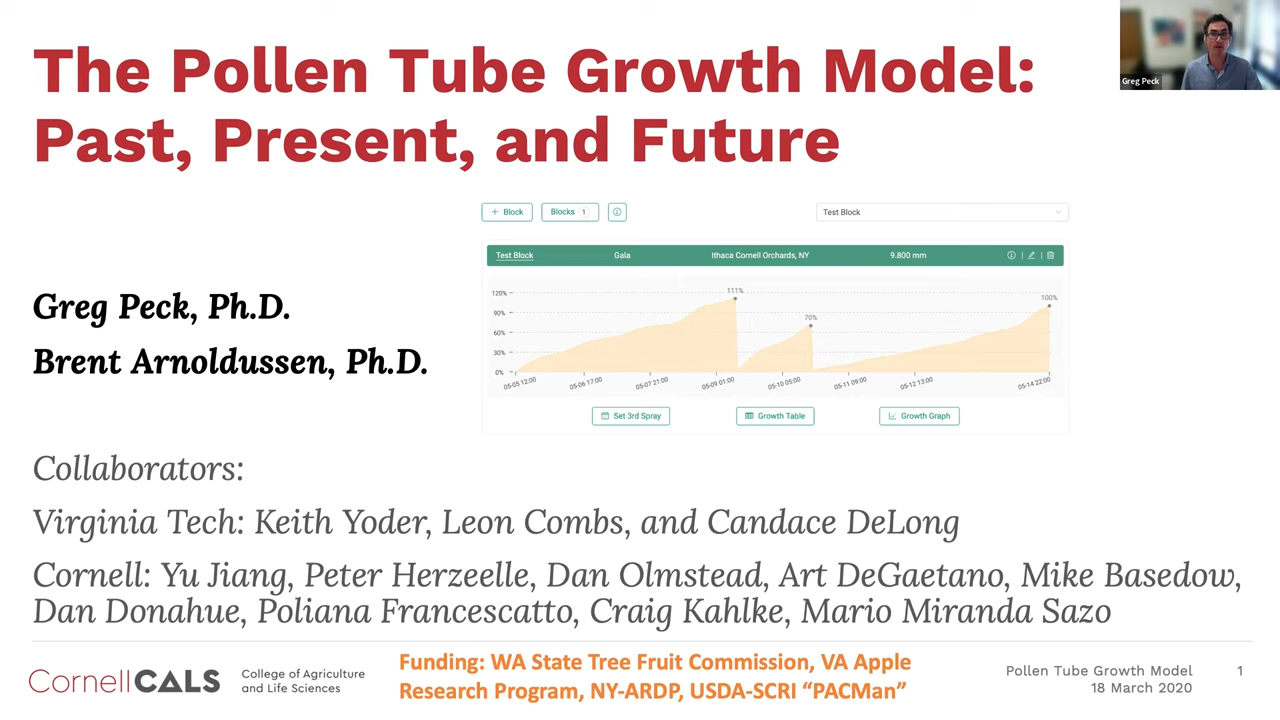 The Pollen Tube Growth Model:
Past, Present, and Future
Greg Peck
+ Block
Blocks 1
Test Block
Test Block Gala Ithaca Cornell Orchards, NY 9.800 mm
120%
90%
60%
30%
0%
111%
70%
100%
05-05 12:00
05-06 17:00
05-07 21:00
05-09 01:00
05-10 05:00
05-11 09:00
05-12 13:00
05-14 22:00
Set 3rd Spray
Growth Table
Growth Graph
Greg Peck, Ph.D.
Brent Arnoldussen, Ph.D.
Collaborators:
Virginia Tech: Keith Yoder, Leon Combs, and Candace DeLong
Cornell: Yu Jiang, Peter Herzeelle, Dan Olmstead, Art DeGaetano, Mike Basedow,
Dan Donahue, Poliana Francescatto, Craig Kahlke, Mario Miranda Sazo
CornellCALS
College of Agriculture
and Life Sciences
Funding: WA State Tree Fruit Commission, VA Apple
Research Program, NY-ARDP, USDA-SCRI “PACMan”
Pollen Tube Growth Model
18 March 2020
1